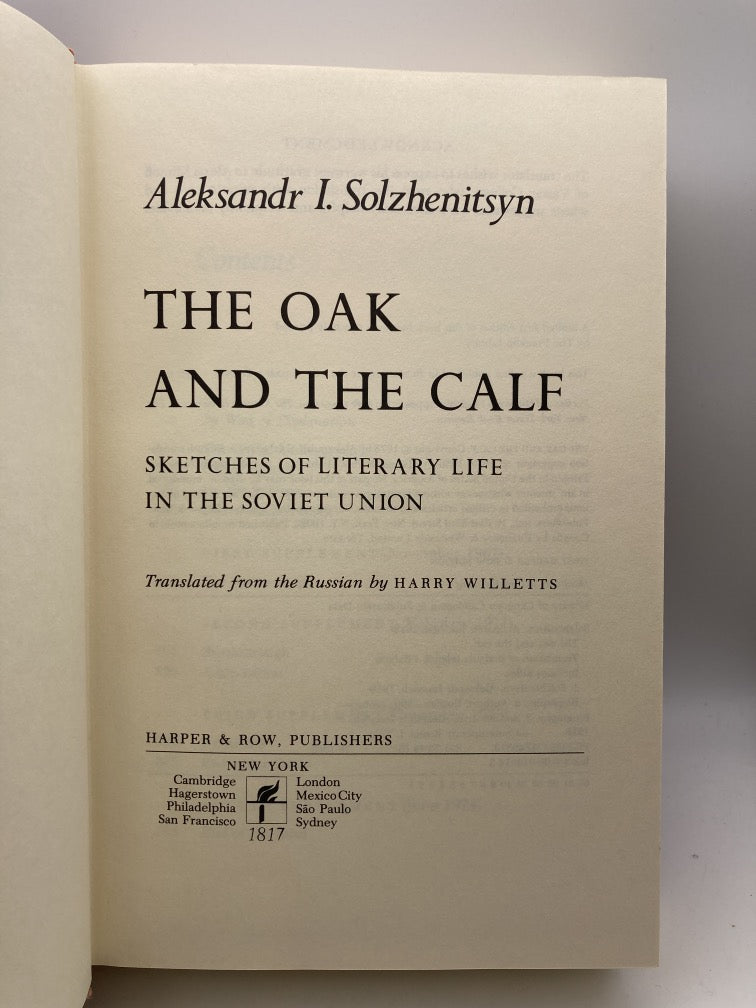 Aleksandr I. Solzhenitsyn
THE OAK
AND THE CALF
SKETCHES OF LITERARY LIFE
IN THE SOVIET UNION
Translated from the Russian by HARRY WILLETTS
HARPER & ROW, PUBLISHERS
NEW YORK
Cambridge
Hagerstown
Philadelphia
San Francisco
London
Mexico City
São Paulo
Sydney
1817